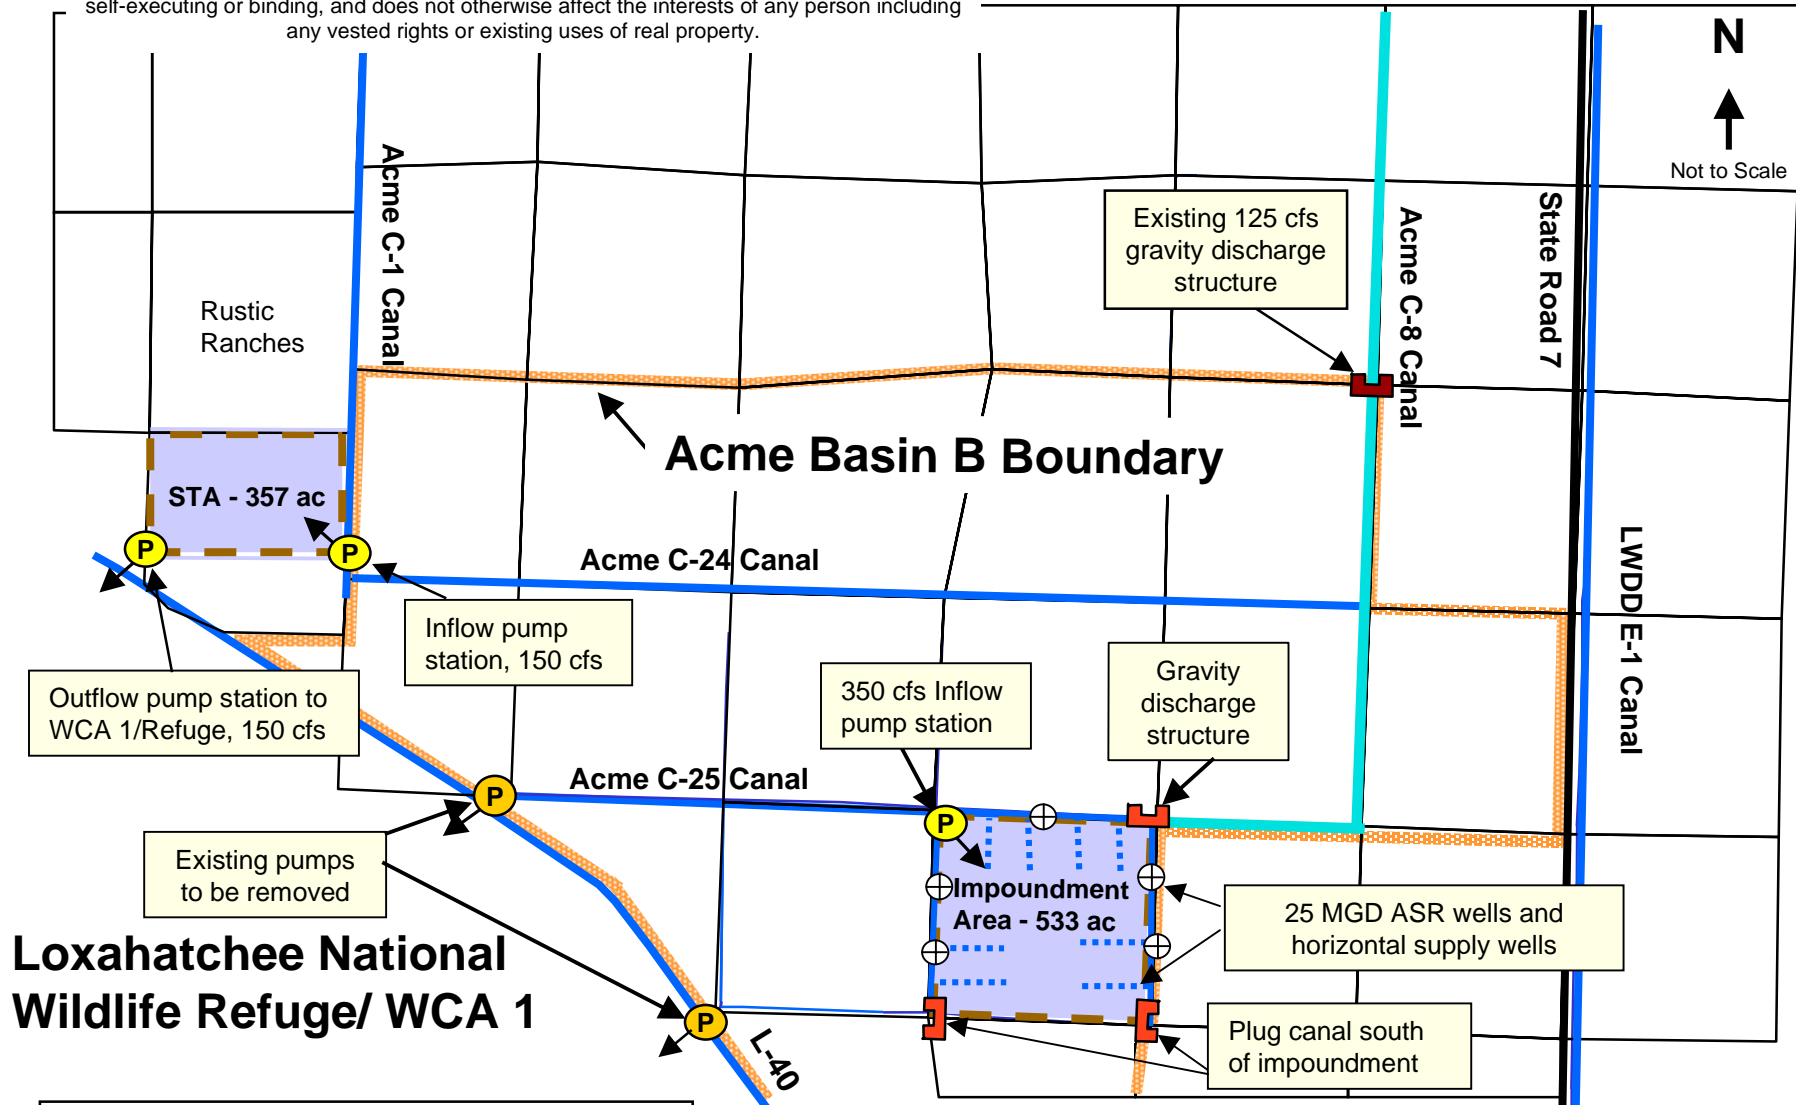 self-executing or binding, and does not otherwise affect the interests of any person including
any vested rights or existing uses of real property.
N
Not to Scale
Acme C-1 Canal
Existing 125 cfs
gravity discharge
structure
Acme C-8 Canal
State Road 7
Rustic
Ranches
Acme Basin B Boundary
STA - 357 ac
P
P
Acme C-24 Canal
LWDD E-1 Canal
Inflow pump
station, 150 cfs
Outflow pump station to
WCA 1/Refuge, 150 cfs
350 cfs Inflow
pump station
Gravity
discharge
structure
Acme C-25 Canal
P
P
Existing pumps
to be removed
Impoundment
Area - 533 ac
25 MGD ASR wells and
horizontal supply wells
Loxahatchee National
Wildlife Refuge/ WCA 1
P
L-40
Plug canal south
of impoundment